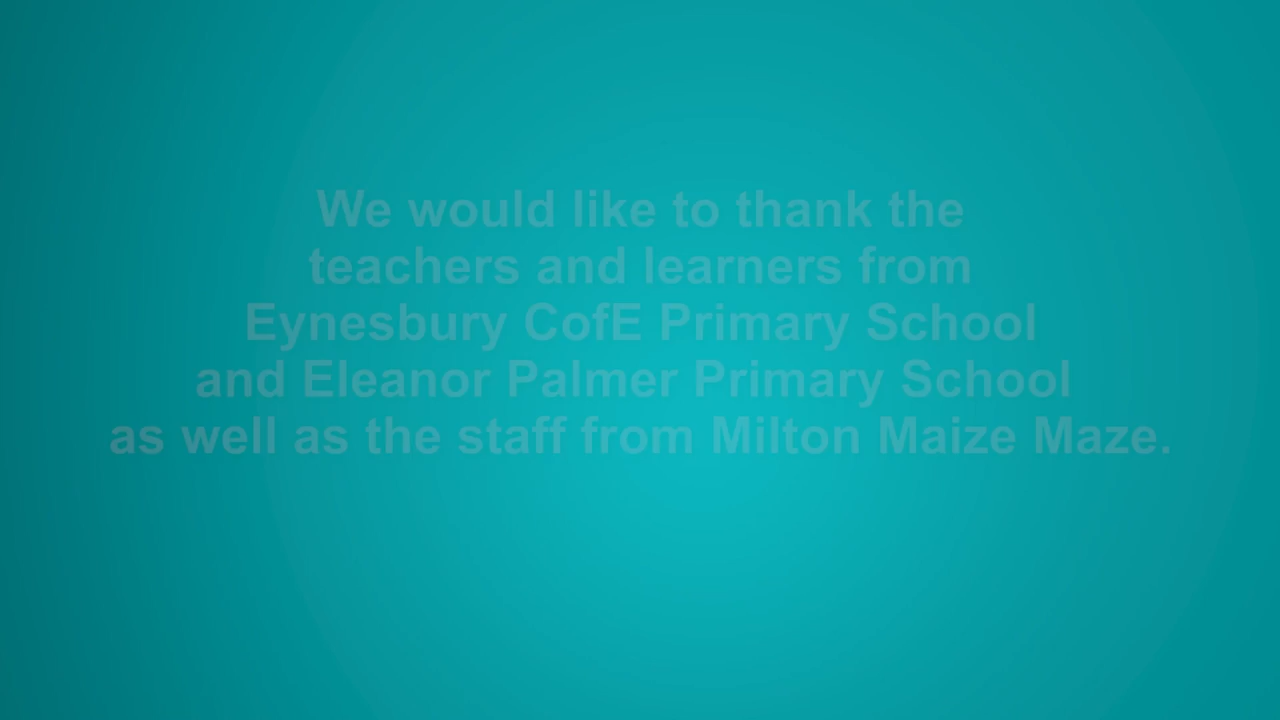 We would like to thank the
teachers and learners from
Eynesbury CofE Primary School
and Eleanor Palmer Primary School
as well as the staff from Milton Maize Maze.